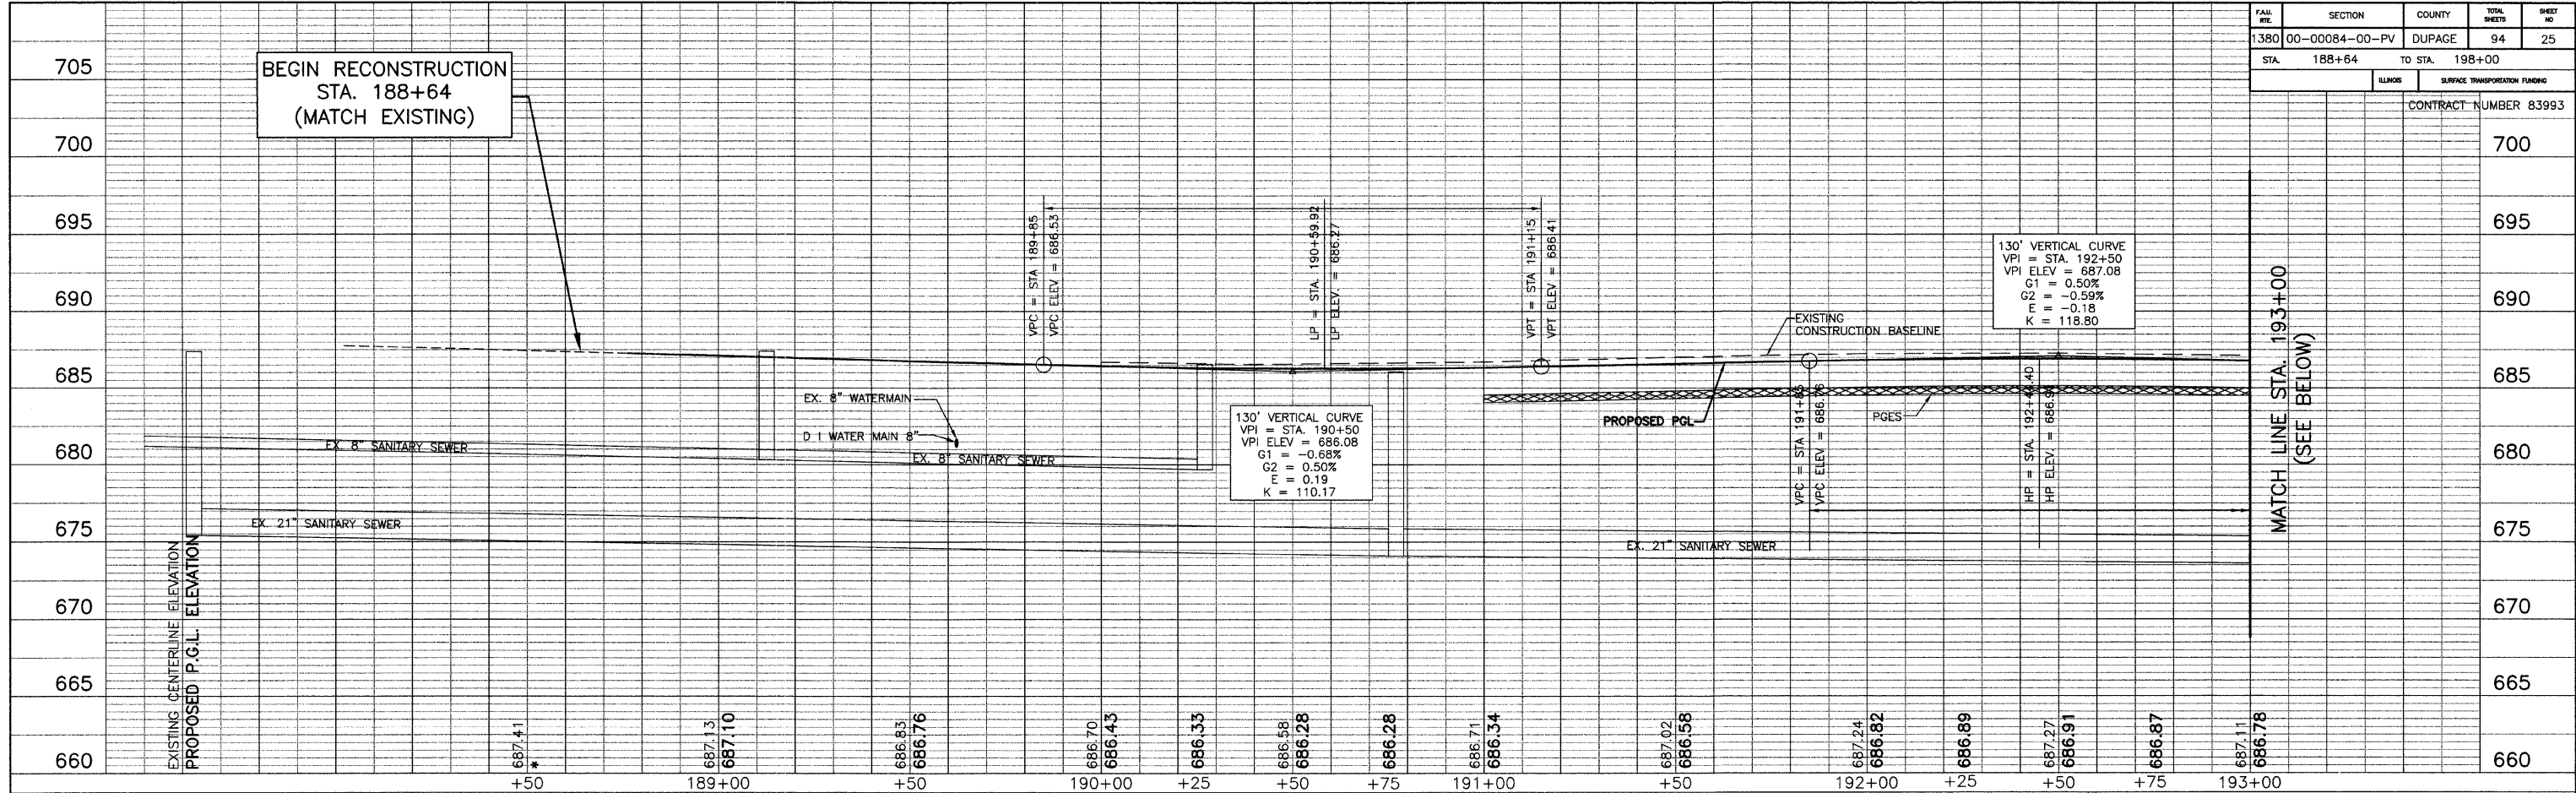 F.A.U. RTE. SECTION COUNTY TOTAL SHEETS SHEET NO
1380 00-00084-00-PV DUPAGE 94 25
STA. 188+64 TO STA. 198+00
ILLINOIS SURFACE TRANSPORTATION FUNDING
CONTRACT NUMBER 83993
BEGIN RECONSTRUCTION
STA. 188+64
(MATCH EXISTING)
705
700 700
695 695
690 690
685 685
680 680
675 675
670 670
665 665
660 660
VPC = STA 189+85
VPC ELEV = 686.53
LP = STA. 190+59.92
LP ELEV. = 686.27
VPT = STA 191+15
VPT ELEV = 686.41
130' VERTICAL CURVE
VPI = STA. 192+50
VPI ELEV = 687.08
G1 = 0.50%
G2 = -0.59%
E = -0.18
K = 118.80
EXISTING
CONSTRUCTION BASELINE
MATCH LINE STA. 193+00
(SEE BELOW)
EX. 8" WATERMAIN
D I WATER MAIN 8"
EX. 8" SANITARY SEWER
EX. 8" SANITARY SEWER
130' VERTICAL CURVE
VPI = STA. 190+50
VPI ELEV = 686.08
G1 = -0.68%
G2 = 0.50%
E = 0.19
K = 110.17
PROPOSED PGL
PGES
VPC = STA 191+85
VPC ELEV = 686.76
HP = STA. 192+44.40
HP ELEV. =
EX. 21" SANITARY SEWER
EX. 21" SANITARY SEWER
EXISTING CENTERLINE ELEVATION
PROPOSED P.G.L. ELEVATION
687.41
*
687.13
687.10
686.83
686.76
686.70
686.43
686.33
686.58
686.28
686.28
686.71
686.34
687.02
686.58
687.24
686.82
686.89
687.27
686.91
686.87
687.11
686.78
+50 189+00 +50 190+00 +25 +50 +75 191+00 +50 192+00 +25 +50 +75 193+00